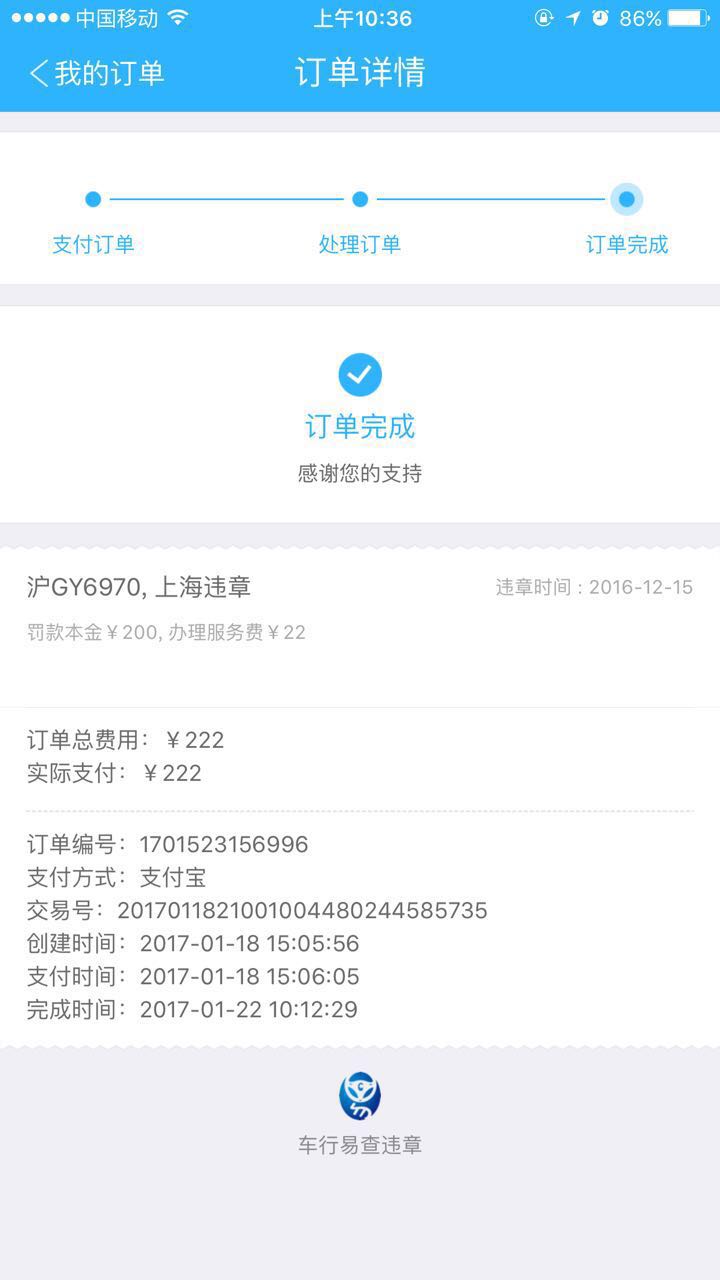 中国移动 上午10:36 86%
我的订单 订单详情
支付订单 处理订单 订单完成
订单完成
感谢您的支持
沪GY6970, 上海违章 违章时间：2016-12-15
罚款本金￥200, 办理服务费￥22
订单总费用：￥222
实际支付：￥222
订单编号：1701523156996
支付方式：支付宝
交易号：2017011821001004480244585735
创建时间：2017-01-18 15:05:56
支付时间：2017-01-18 15:06:05
完成时间：2017-01-22 10:12:29
车行易查违章